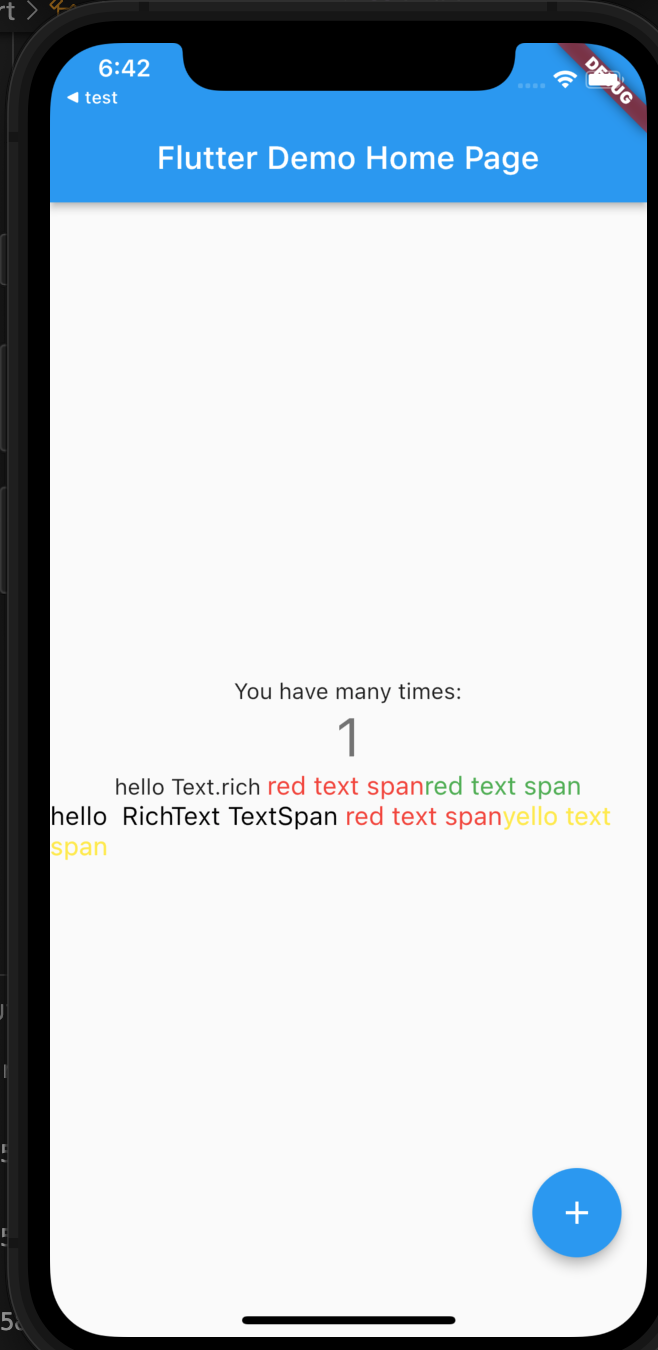 rt >
6:42
◀ test
DEBUG
Flutter Demo Home Page
You have many times:
1
hello Text.rich red text spanred text span
hello  RichText TextSpan red text spanyello text
span
+